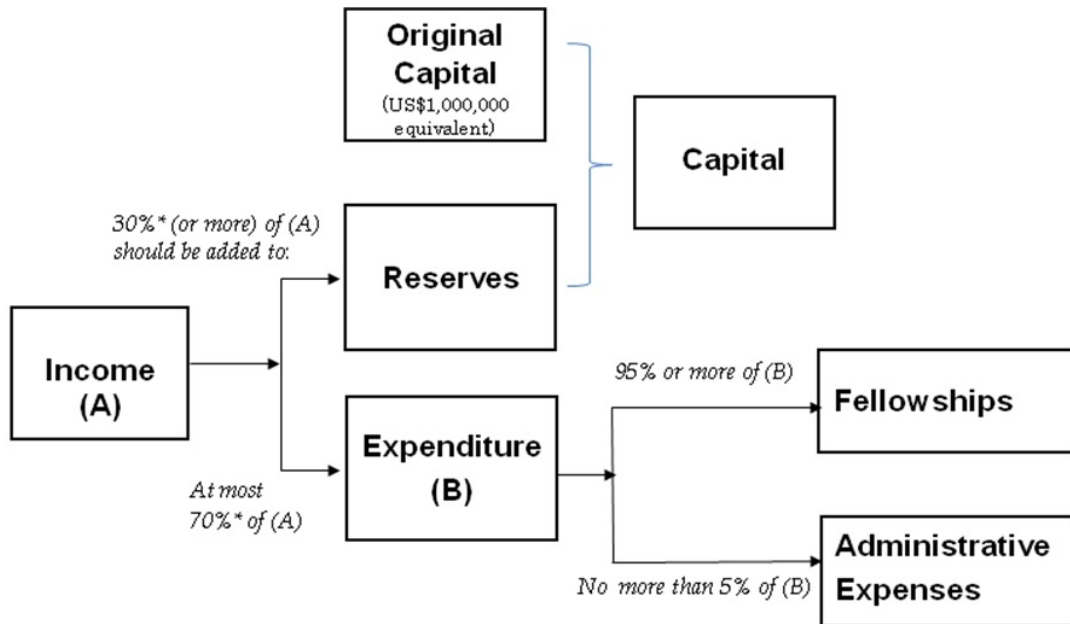 Original
Capital
(US$1,000,000
equivalent)
Capital
30%* (or more) of (A)
should be added to:
Reserves
Income
(A)
95% or more of (B)
Fellowships
Expenditure
(B)
At most
70%* of (A)
Administrative
Expenses
No more than 5% of (B)